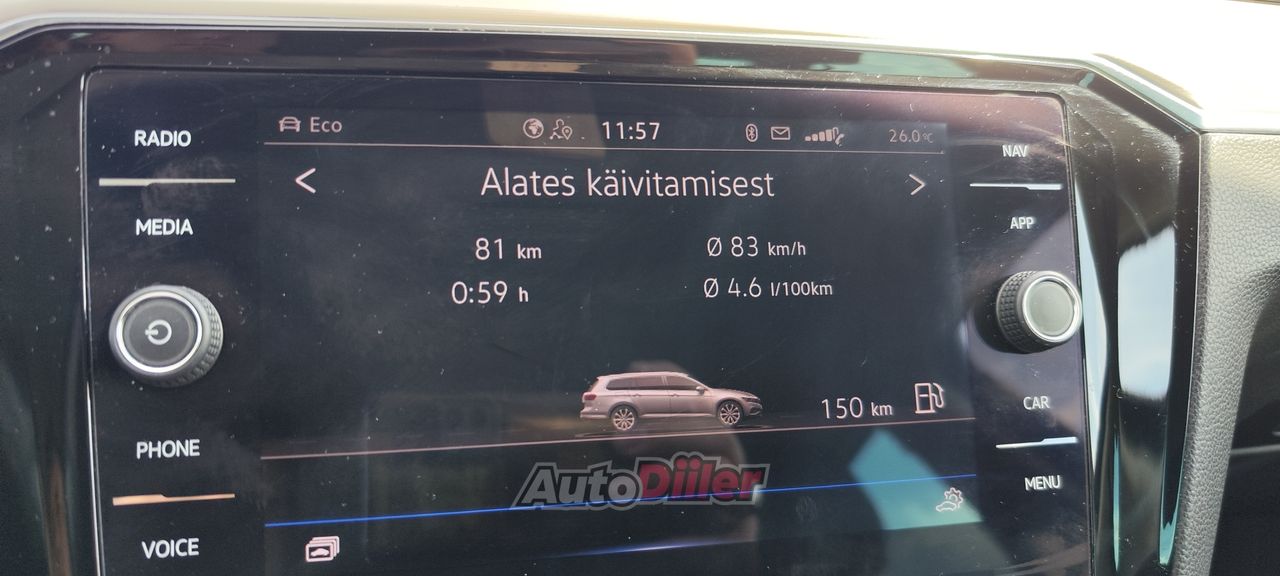 RADIO
MEDIA
PHONE
VOICE
Eco
11:57
26.0°C
Alates käivitamisest
81 km
Ø 83 km/h
0:59 h
Ø 4.6 l/100km
150 km
AutoDiiler
NAV
APP
CAR
MENU